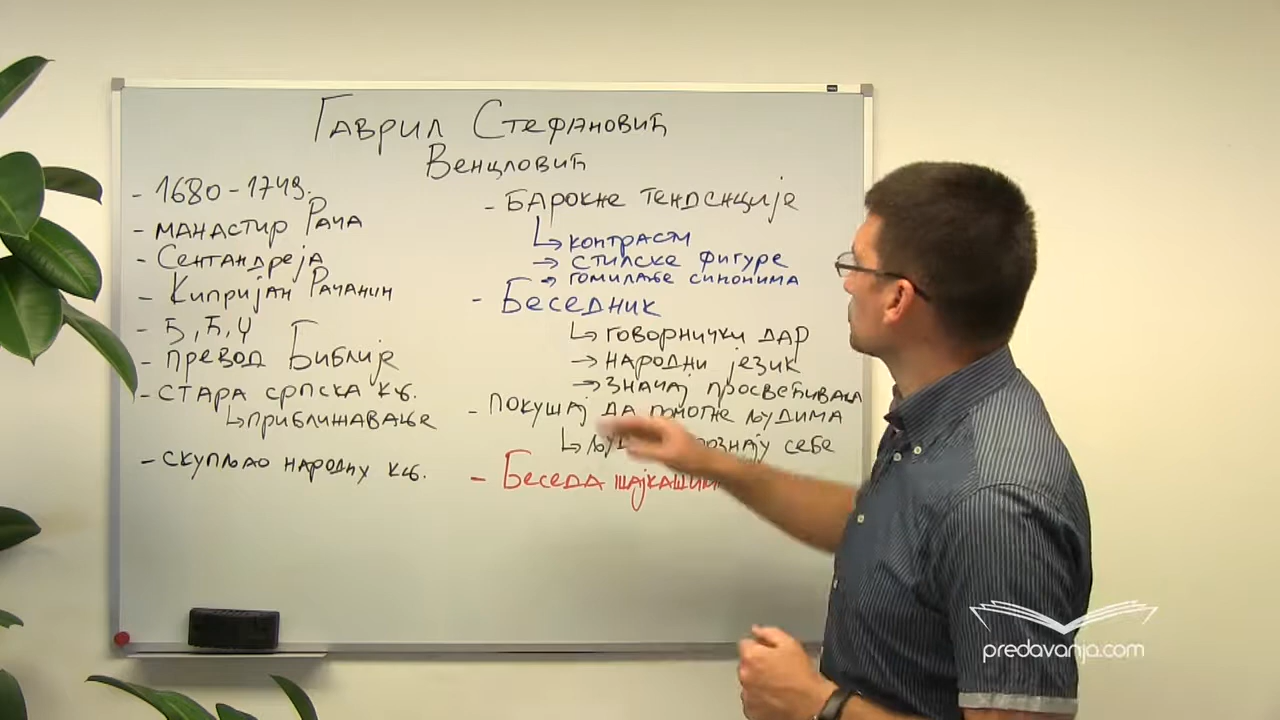 Гаврил Стефановић
Венцловић
- 1680 - 1749.
- манастир Рача
- Сентандреја
- Кипријан Рачанин
- Ђ, Ћ, Џ
- превод Библије
- стара српска књ.
↳ приближавање
- скупљао народну књ.
- барокне тенденције
↳ контрасти
→ стилске фигуре
→ гомилање синонима
- Беседник
↳ говорнички дар
→ народни језик
→ значај просвећивања
- покушај да помогне људима
↳ себе
- Беседа
predavanja.com